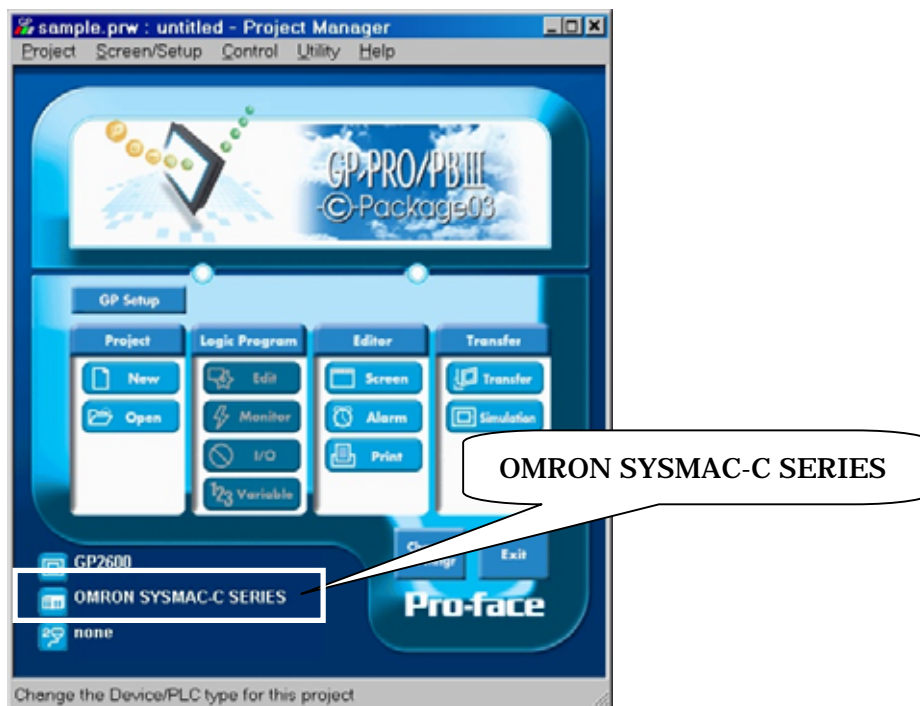 sample.prw : untitled - Project Manager
Project Screen/Setup Control Utility Help
GP-PRO/PBIII
-©-Package03
GP Setup
Project Logic Program Editor Transfer
New Edit Screen Transfer
Open Monitor Alarm Simulation
I/O Print
123 Variable
OMRON SYSMAC-C SERIES
Exit
GP2600
OMRON SYSMAC-C SERIES
Pro-face
none
Change the Device/PLC type for this project